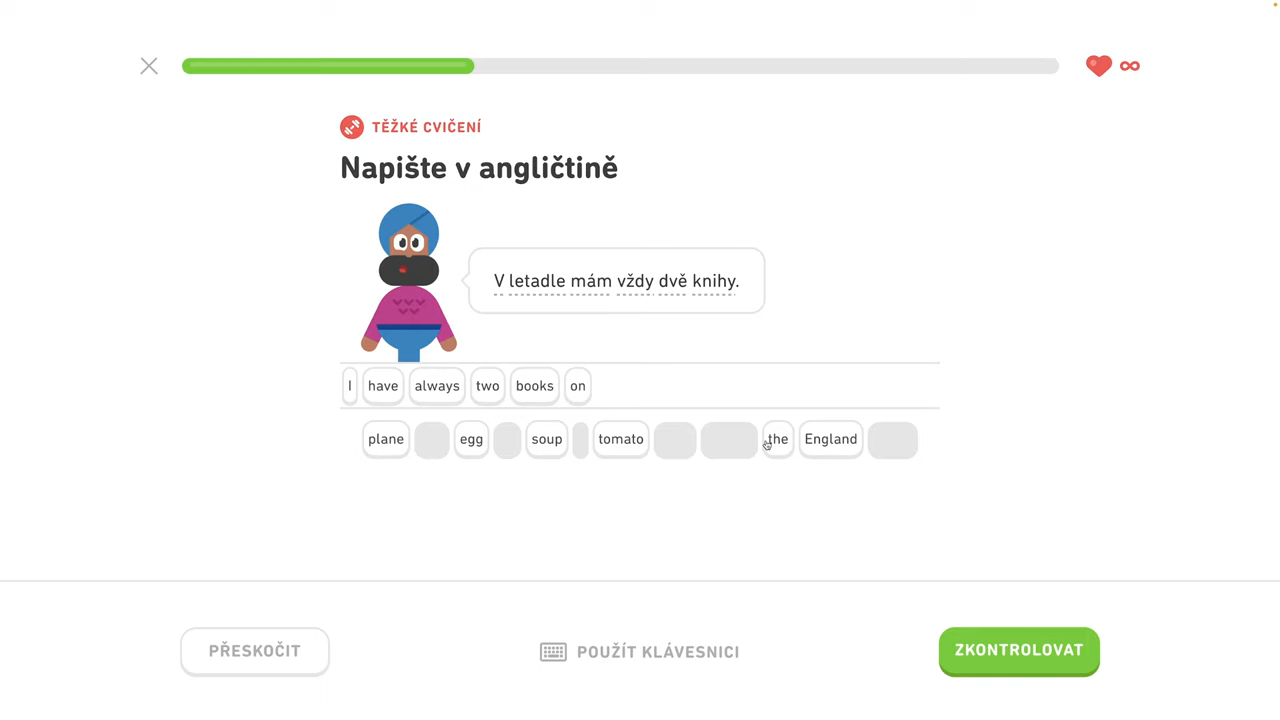 ∞
TĚŽKÉ CVIČENÍ
Napište v angličtině
V letadle mám vždy dvě knihy.
I have always two books on
plane egg soup tomato the England
PŘESKOČIT
POUŽÍT KLÁVESNICI
ZKONTROLOVAT